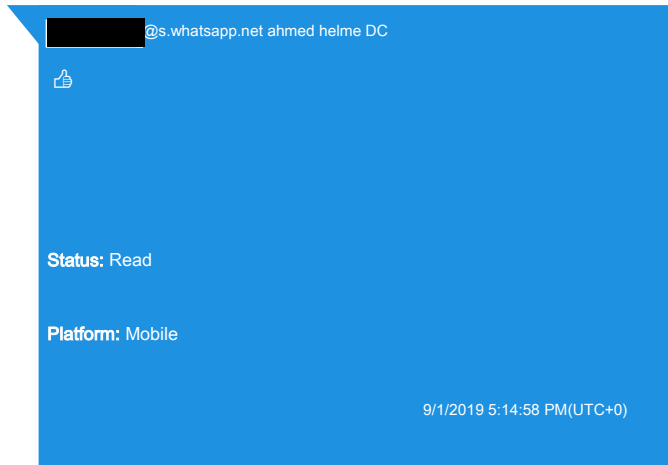 @s.whatsapp.net ahmed helme DC
👍
Status: Read
Platform: Mobile
9/1/2019 5:14:58 PM(UTC+0)